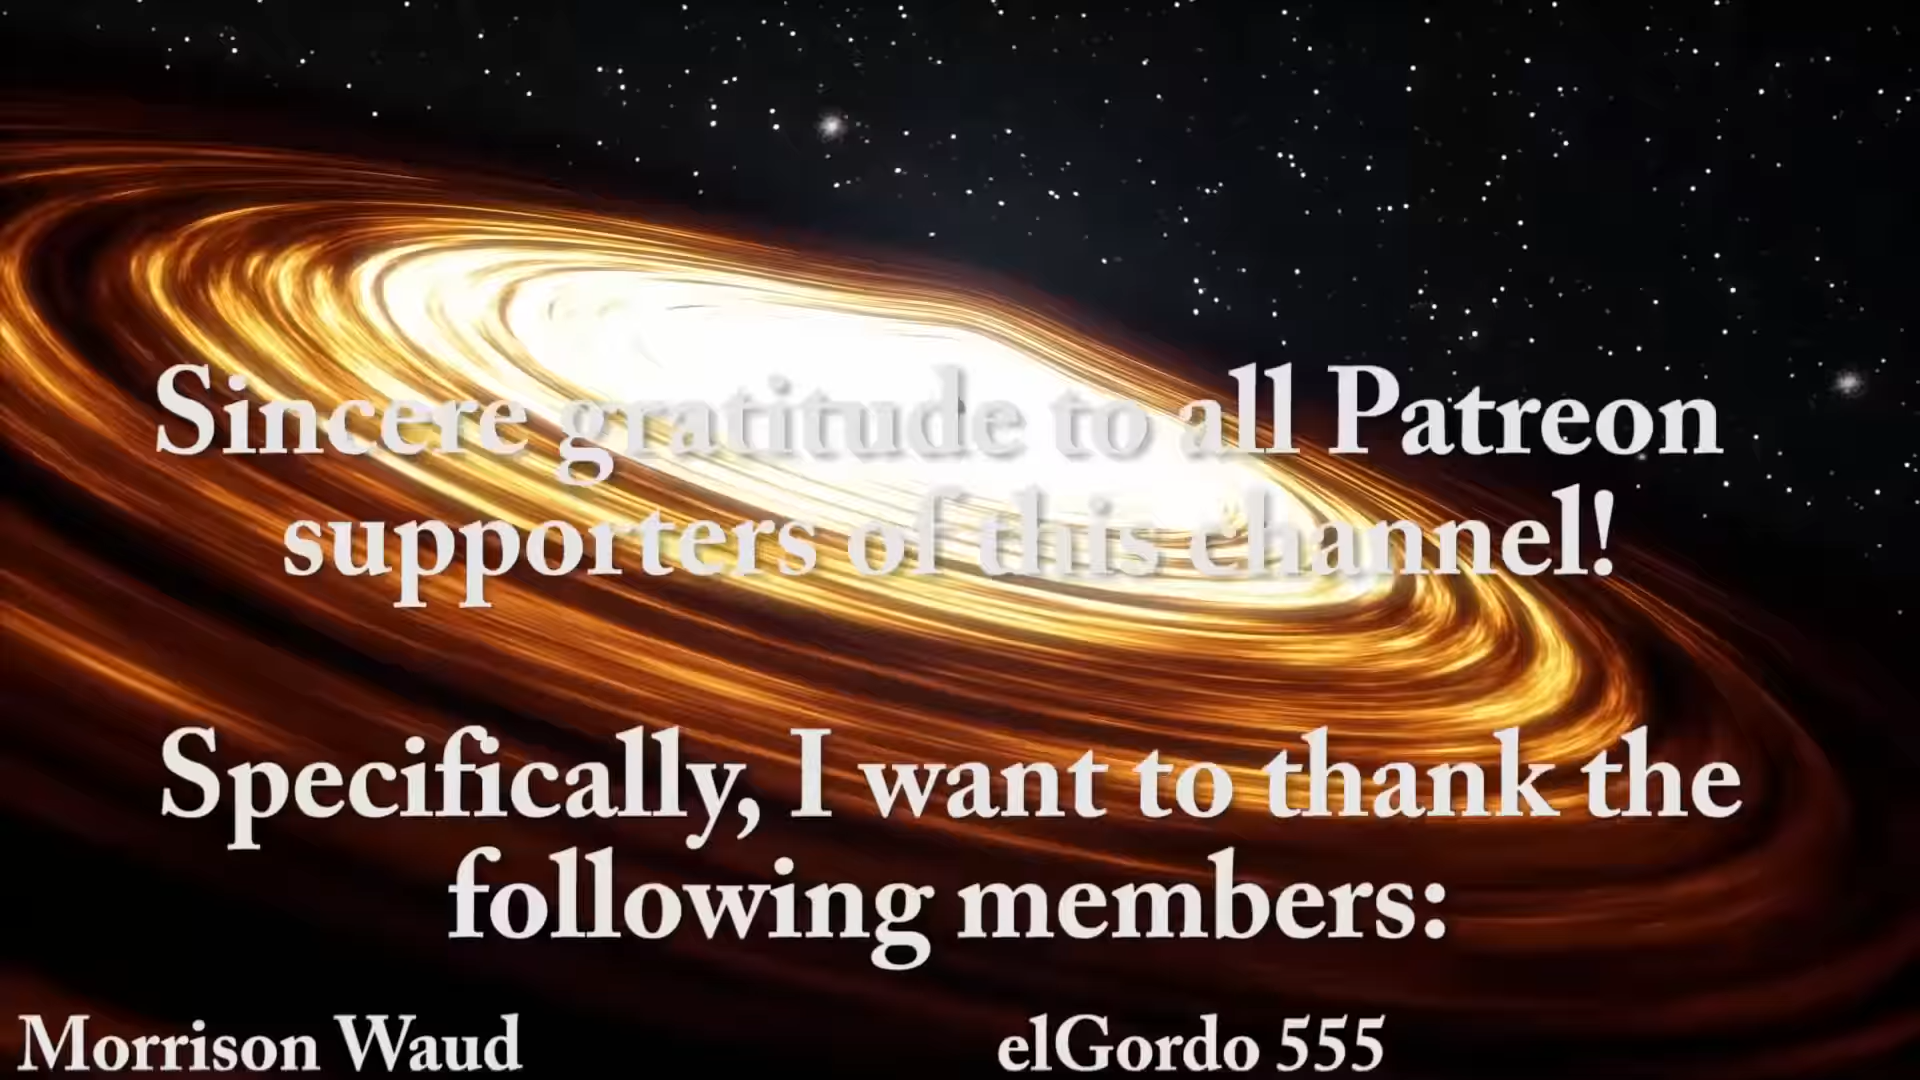 Sincere gratitude to all Patreon
supporters of this channel!
Specifically, I want to thank the
following members:
Morrison Waud
elGordo 555